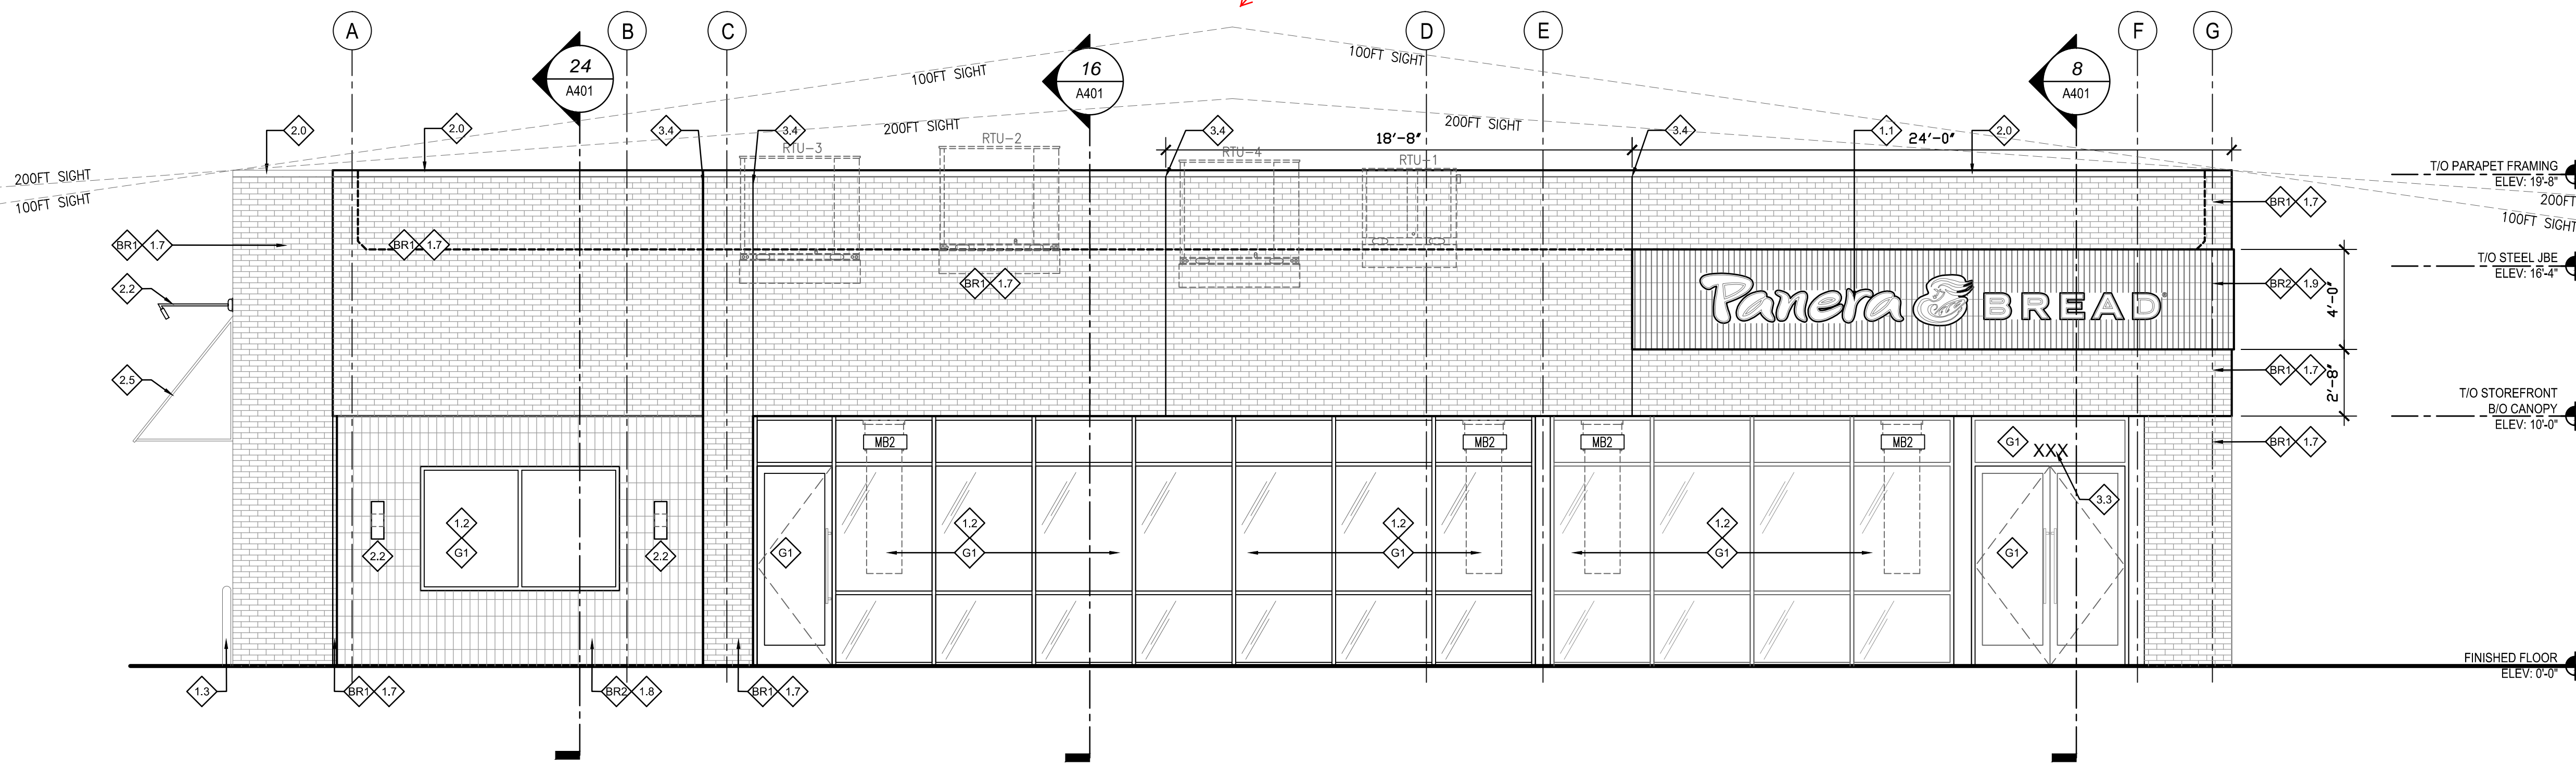 A
B
C
D
E
F
G
24
A401
16
A401
8
A401
100FT SIGHT
100FT SIGHT
200FT SIGHT
200FT SIGHT
2.0
2.0
3.4
3.4
3.4
18'-8"
3.4
1.1
24'-0"
2.0
RTU-3
RTU-2
RTU-4
RTU-1
200FT SIGHT
100FT SIGHT
T/O PARAPET FRAMING
ELEV: 19'-8"
200FT
100FT SIGHT
BR1 1.7
BR1 1.7
BR1 1.7
BR1 1.7
T/O STEEL JBE
ELEV: 16'-4"
2.2
BR2 1.9
4'-0"
Panera BREAD®
2.5
BR1 1.7
2'-8"
T/O STOREFRONT
B/O CANOPY
ELEV: 10'-0"
MB2
MB2
MB2
MB2
G1
XXX
BR1 1.7
3.3
1.2
G1
2.2
2.2
G1
1.2
G1
1.2
G1
1.2
G1
G1
FINISHED FLOOR
ELEV: 0'-0"
1.3
BR1 1.7
BR2 1.8
BR1 1.7